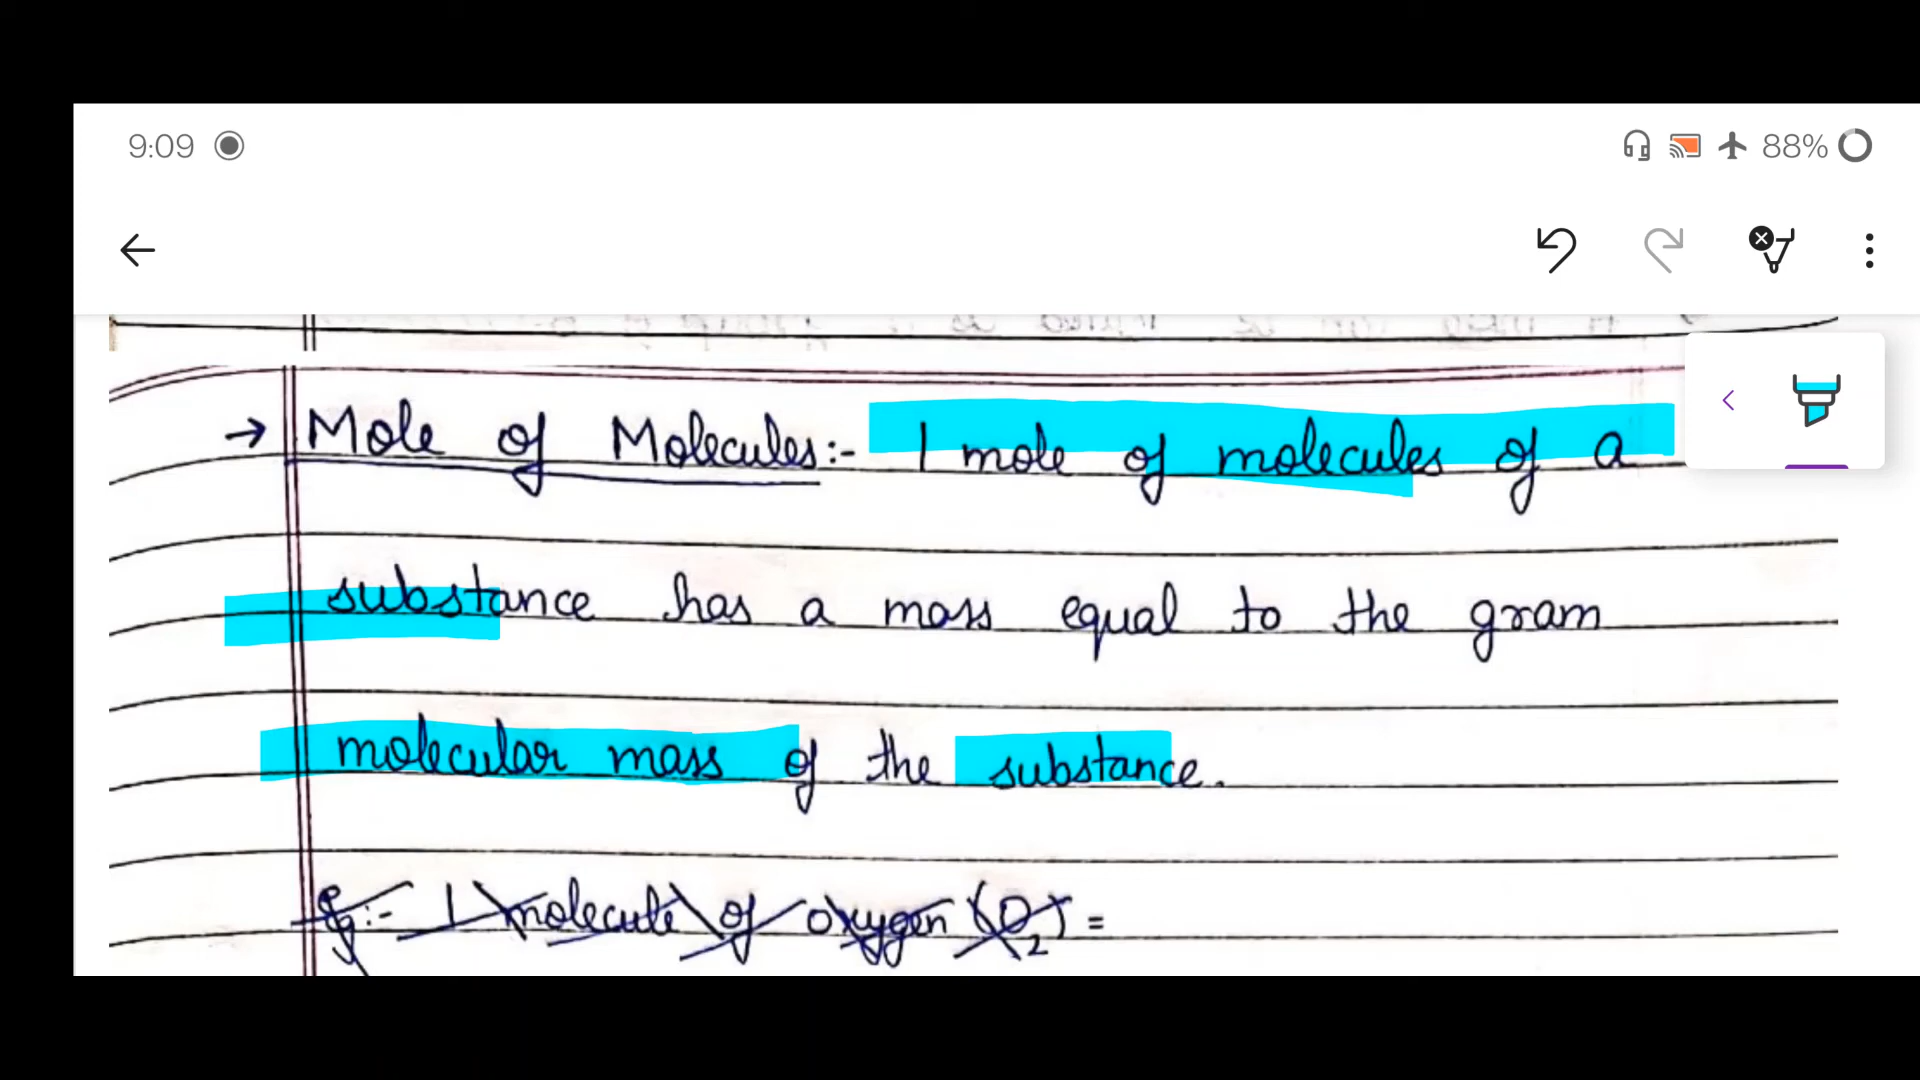 9:09 88%
→ Mole of Molecules:- 1 mole of molecules of a
substance has a mass equal to the gram
molecular mass of the substance.
Eg:- 1 molecule of oxygen (O₂) =